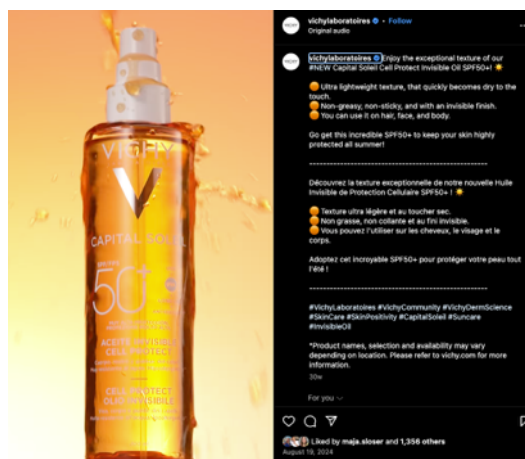 VICHY
CAPITAL SOLEIL
50+
ACEITE INVISIBLE
CELL PROTECT
CELL PROTECT
OLIO INVISIBILE
vichylaboratoires • Follow
Original audio
vichylaboratoires Enjoy the exceptional texture of our
#NEW Capital Soleil Cell Protect Invisible Oil SPF50+! ☀️
🟠 Ultra lightweight texture, that quickly becomes dry to the
touch.
🟠 Non-greasy, non-sticky, and with an invisible finish.
🟠 You can use it on hair, face, and body.
Go get this incredible SPF50+ to keep your skin highly
protected all summer!
------------------------------------------------
Découvrez la texture exceptionnelle de notre nouvelle Huile
Invisible de Protection Cellulaire SPF50+ ! ☀️
🟠 Texture ultra légère et au toucher sec.
🟠 Non grasse, non collante et au fini invisible.
🟠 Vous pouvez l'utiliser sur les cheveux, le visage et le
corps.
Adoptez cet incroyable SPF50+ pour protéger votre peau tout
l'été !
------------------------------------------------
#VichyLaboratoires #VichyCommunity #VichyDermScience
#SkinCare #SkinPositivity #CapitalSoleil #Suncare
#InvisibleOil
*Product names, selection and availability may vary
depending on location. Please refer to vichy.com for more
information.
30w
For you
Liked by maja.sloser and 1,356 others
August 19, 2024